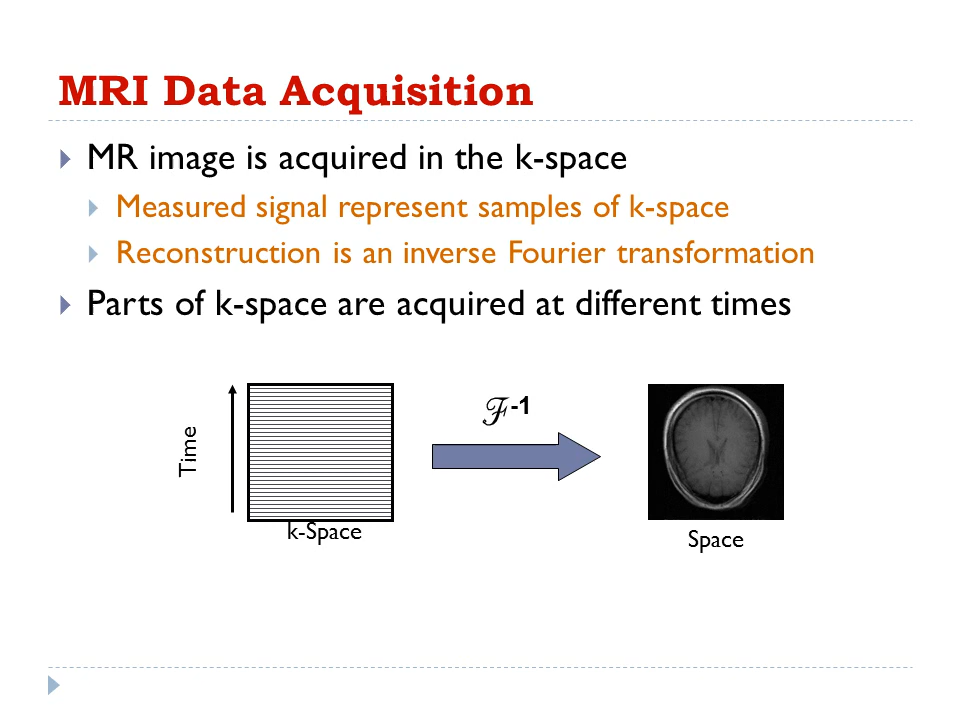 MRI Data Acquisition
MR image is acquired in the k-space
Measured signal represent samples of k-space
Reconstruction is an inverse Fourier transformation
Parts of k-space are acquired at different times
ℱ -1
Time
k-Space
Space